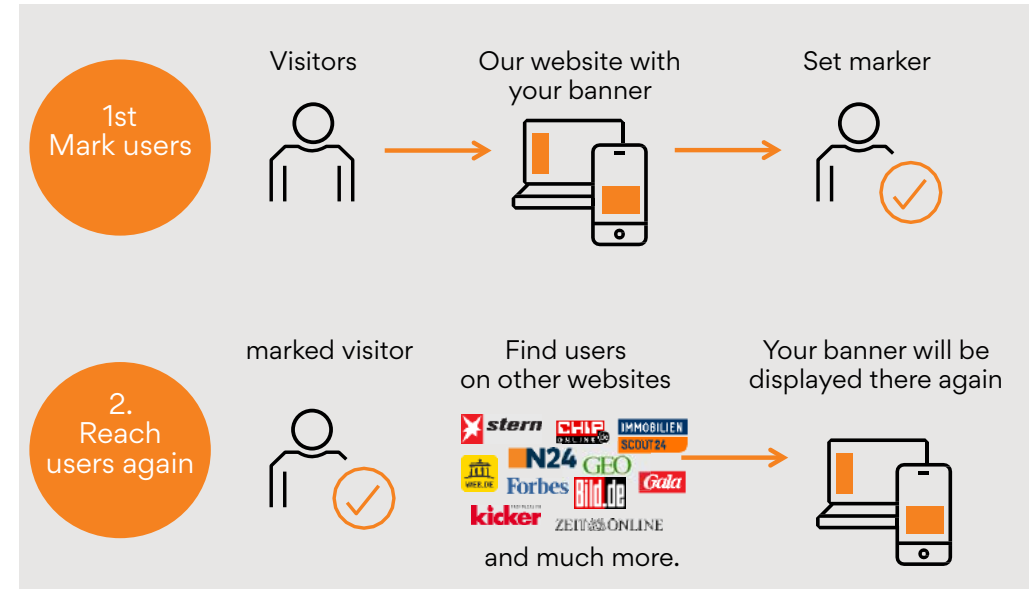 Visitors
Our website with
your banner
Set marker
1st
Mark users
marked visitor
Find users
on other websites
Your banner will be
displayed there again
2.
Reach
users again
stern
CHIP
ONLINE
IMMOBILIEN
SCOUT24
N24
GEO
WEB.DE
Forbes
Bild.de
Gala
kicker
ZEIT ONLINE
and much more.